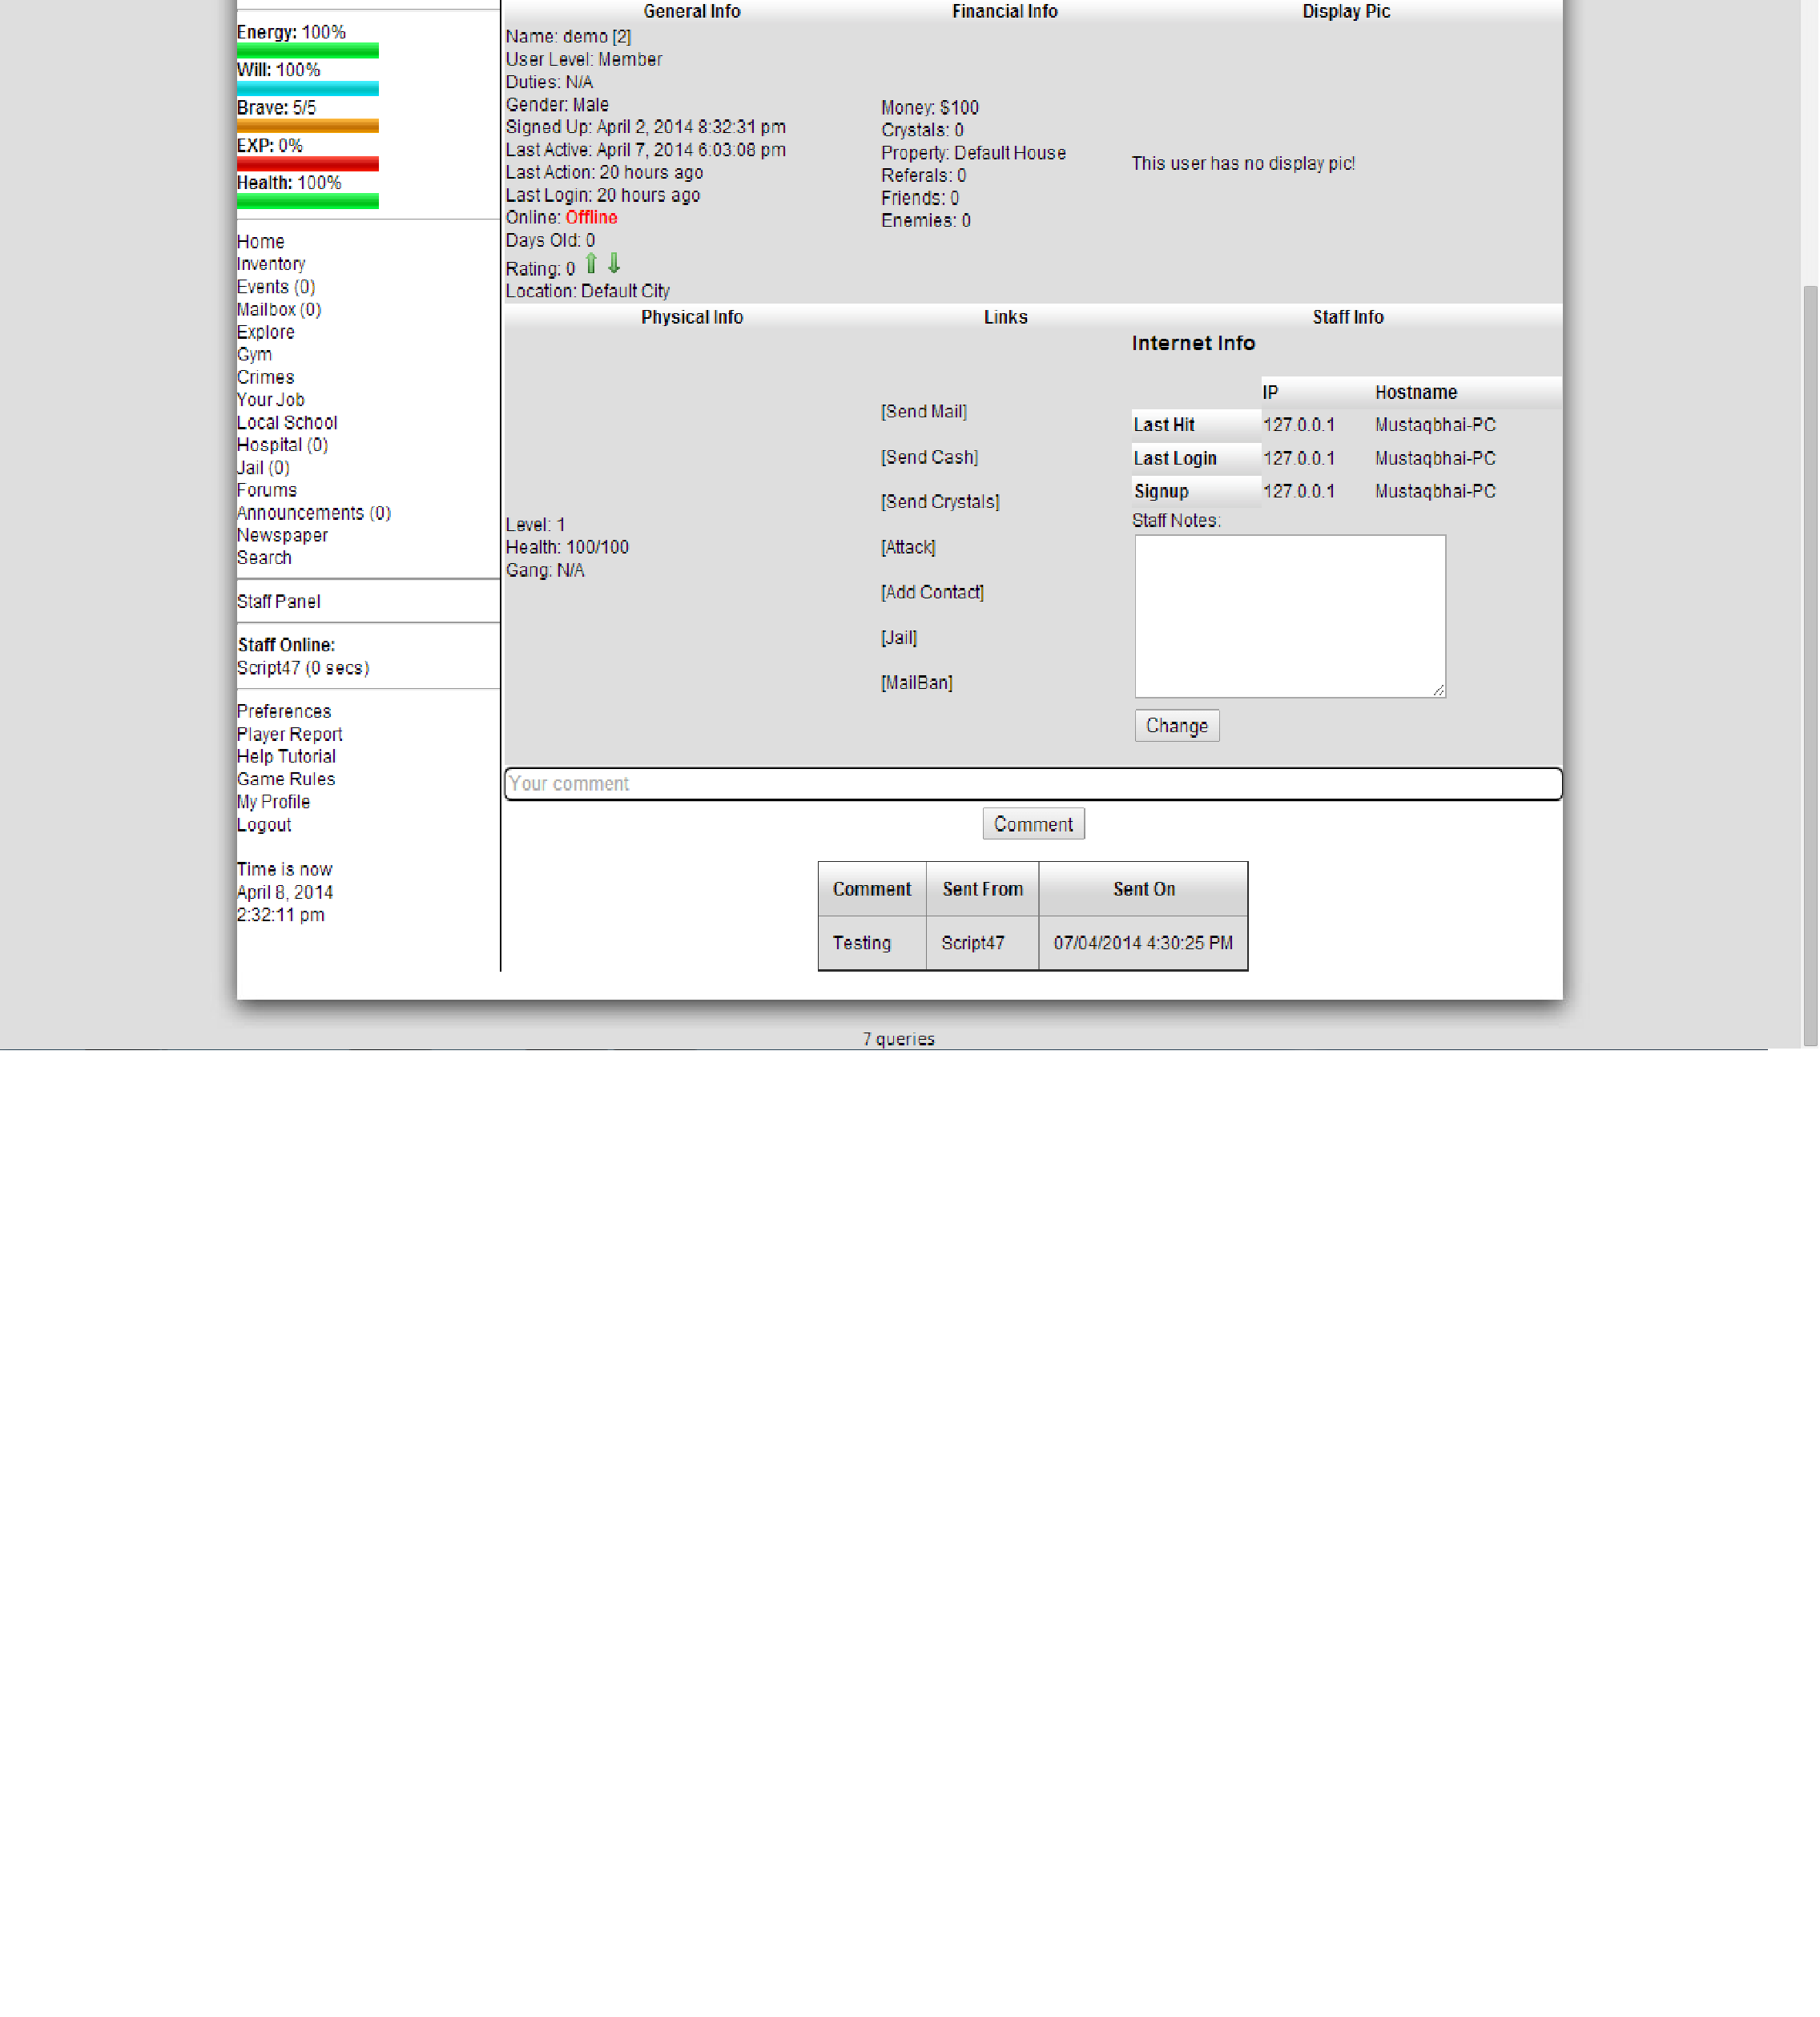 Energy: 100%
Will: 100%
Brave: 5/5
EXP: 0%
Health: 100%
Home
Inventory
Events (0)
Mailbox (0)
Explore
Gym
Crimes
Your Job
Local School
Hospital (0)
Jail (0)
Forums
Announcements (0)
Newspaper
Search
Staff Panel
Staff Online:
Script47 (0 secs)
Preferences
Player Report
Help Tutorial
Game Rules
My Profile
Logout
Time is now
April 8, 2014
2:32:11 pm
General Info
Name: demo [2]
User Level: Member
Duties: N/A
Gender: Male
Signed Up: April 2, 2014 8:32:31 pm
Last Active: April 7, 2014 6:03:08 pm
Last Action: 20 hours ago
Last Login: 20 hours ago
Online: Offline
Days Old: 0
Rating: 0
Location: Default City
Financial Info
Money: $100
Crystals: 0
Property: Default House
Referals: 0
Friends: 0
Enemies: 0
Display Pic
This user has no display pic!
Physical Info
Level: 1
Health: 100/100
Gang: N/A
Links
[Send Mail]
[Send Cash]
[Send Crystals]
[Attack]
[Add Contact]
[Jail]
[MailBan]
Staff Info
Internet Info
IP Hostname
Last Hit 127.0.0.1 Mustaqbhai-PC
Last Login 127.0.0.1 Mustaqbhai-PC
Signup 127.0.0.1 Mustaqbhai-PC
Staff Notes:
Change
Your comment
Comment
Comment Sent From Sent On
Testing Script47 07/04/2014 4:30:25 PM
7 queries